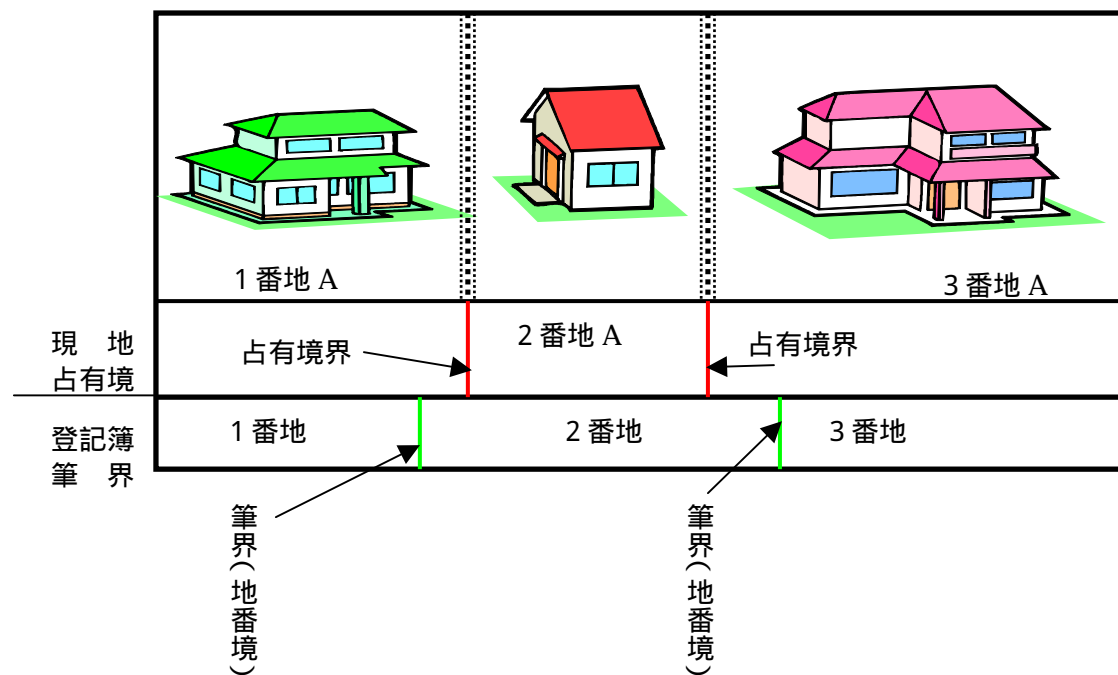 1 番地 A
3 番地 A
2 番地 A
現　地
占有境
占有境界
占有境界
登記簿
筆　界
1 番地
2 番地
3 番地
筆界(地番境)
筆界(地番境)